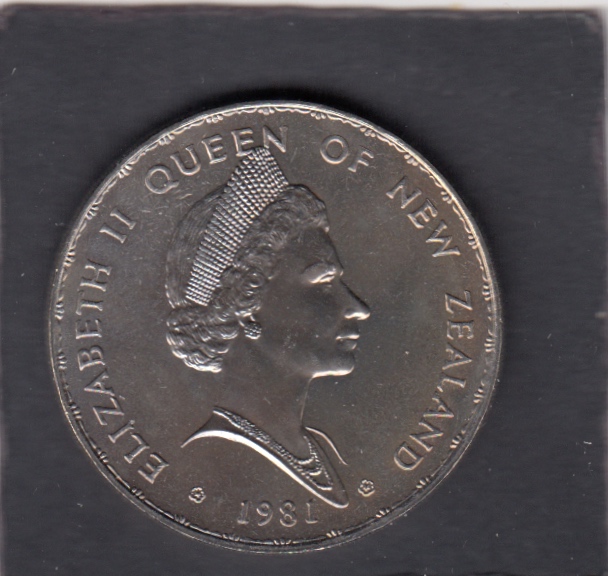 ELIZABETH II QUEEN OF NEW ZEALAND
1981